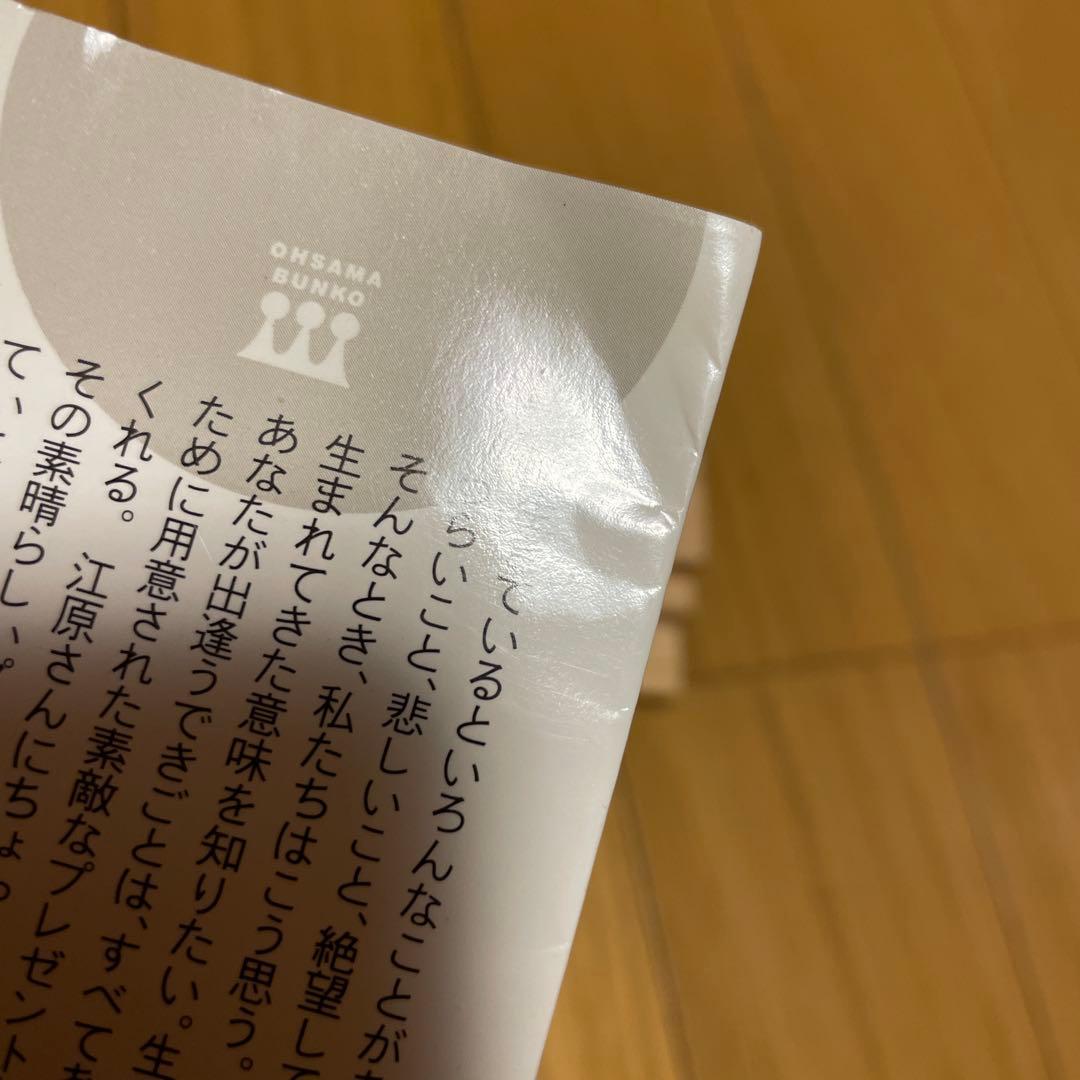 OHSAMA
BUNKO
ているといろんなことが
らいこと、悲しいこと、絶望して
そんなとき、私たちはこう思う。
生まれてきた意味を知りたい。生
あなたが出逢うできごとは、すべて
ために用意された素敵なプレゼント
くれる。 江原さんにちょっ
その素晴らしい
て、